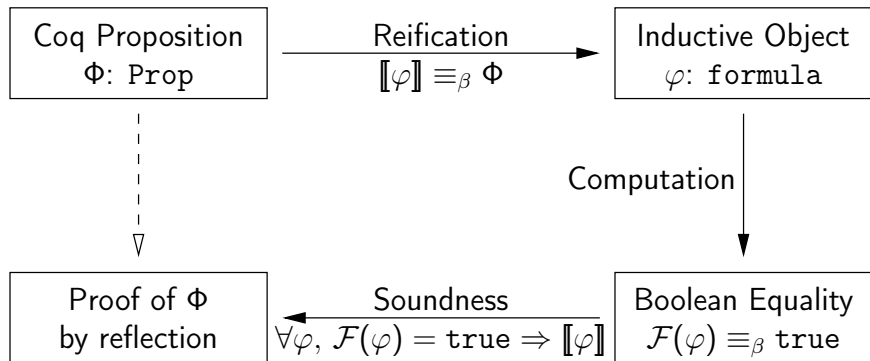 Coq Proposition
Φ: Prop
Reification
⟦φ⟧ ≡β Φ
Inductive Object
φ: formula
Computation
Proof of Φ
by reflection
Soundness
∀φ, ℱ(φ) = true ⇒ ⟦φ⟧
Boolean Equality
ℱ(φ) ≡β true